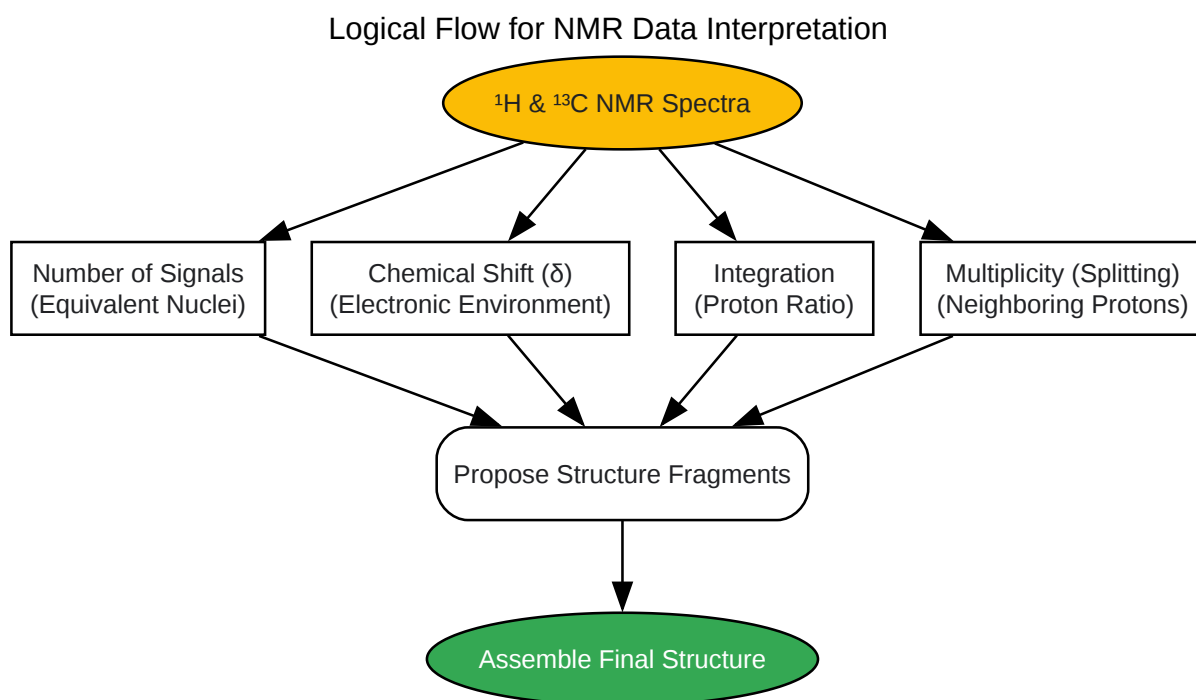 Logical Flow for NMR Data Interpretation
¹H & ¹³C NMR Spectra
Number of Signals
(Equivalent Nuclei)
Chemical Shift (δ)
(Electronic Environment)
Integration
(Proton Ratio)
Multiplicity (Splitting)
(Neighboring Protons)
Propose Structure Fragments
Assemble Final Structure